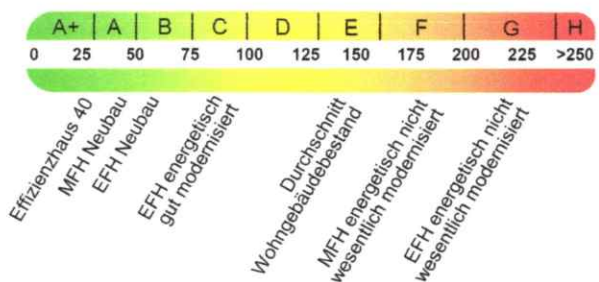 A+ A B C D E F G H
0 25 50 75 100 125 150 175 200 225 >250
Effizienzhaus 40
MFH Neubau
EFH Neubau
EFH energetisch
gut modernisiert
Durchschnitt
Wohngebäudebestand
MFH energetisch nicht
wesentlich modernisiert
EFH energetisch nicht
wesentlich modernisiert